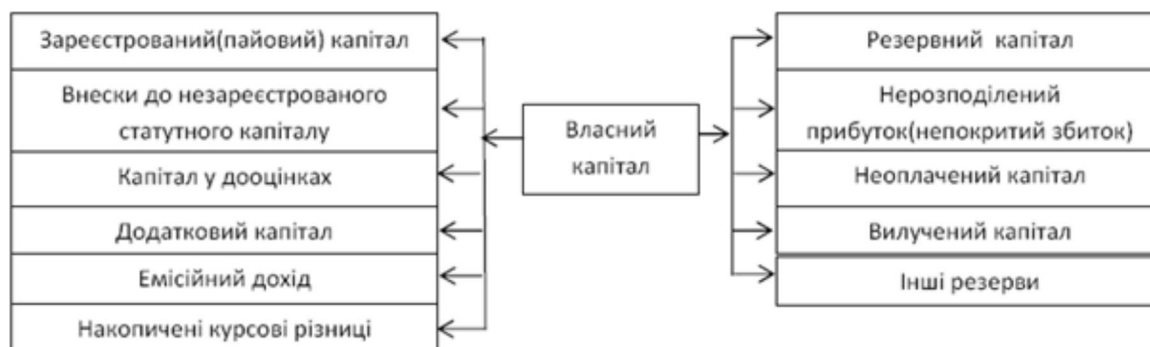 Зареєстрований(пайовий) капітал
Внески до незареєстрованого
статутного капіталу
Капітал у дооцінках
Додатковий капітал
Емісійний дохід
Накопичені курсові різниці
Власний
капітал
Резервний капітал
Нерозподілений
прибуток(непокритий збиток)
Неоплачений капітал
Вилучений капітал
Інші резерви